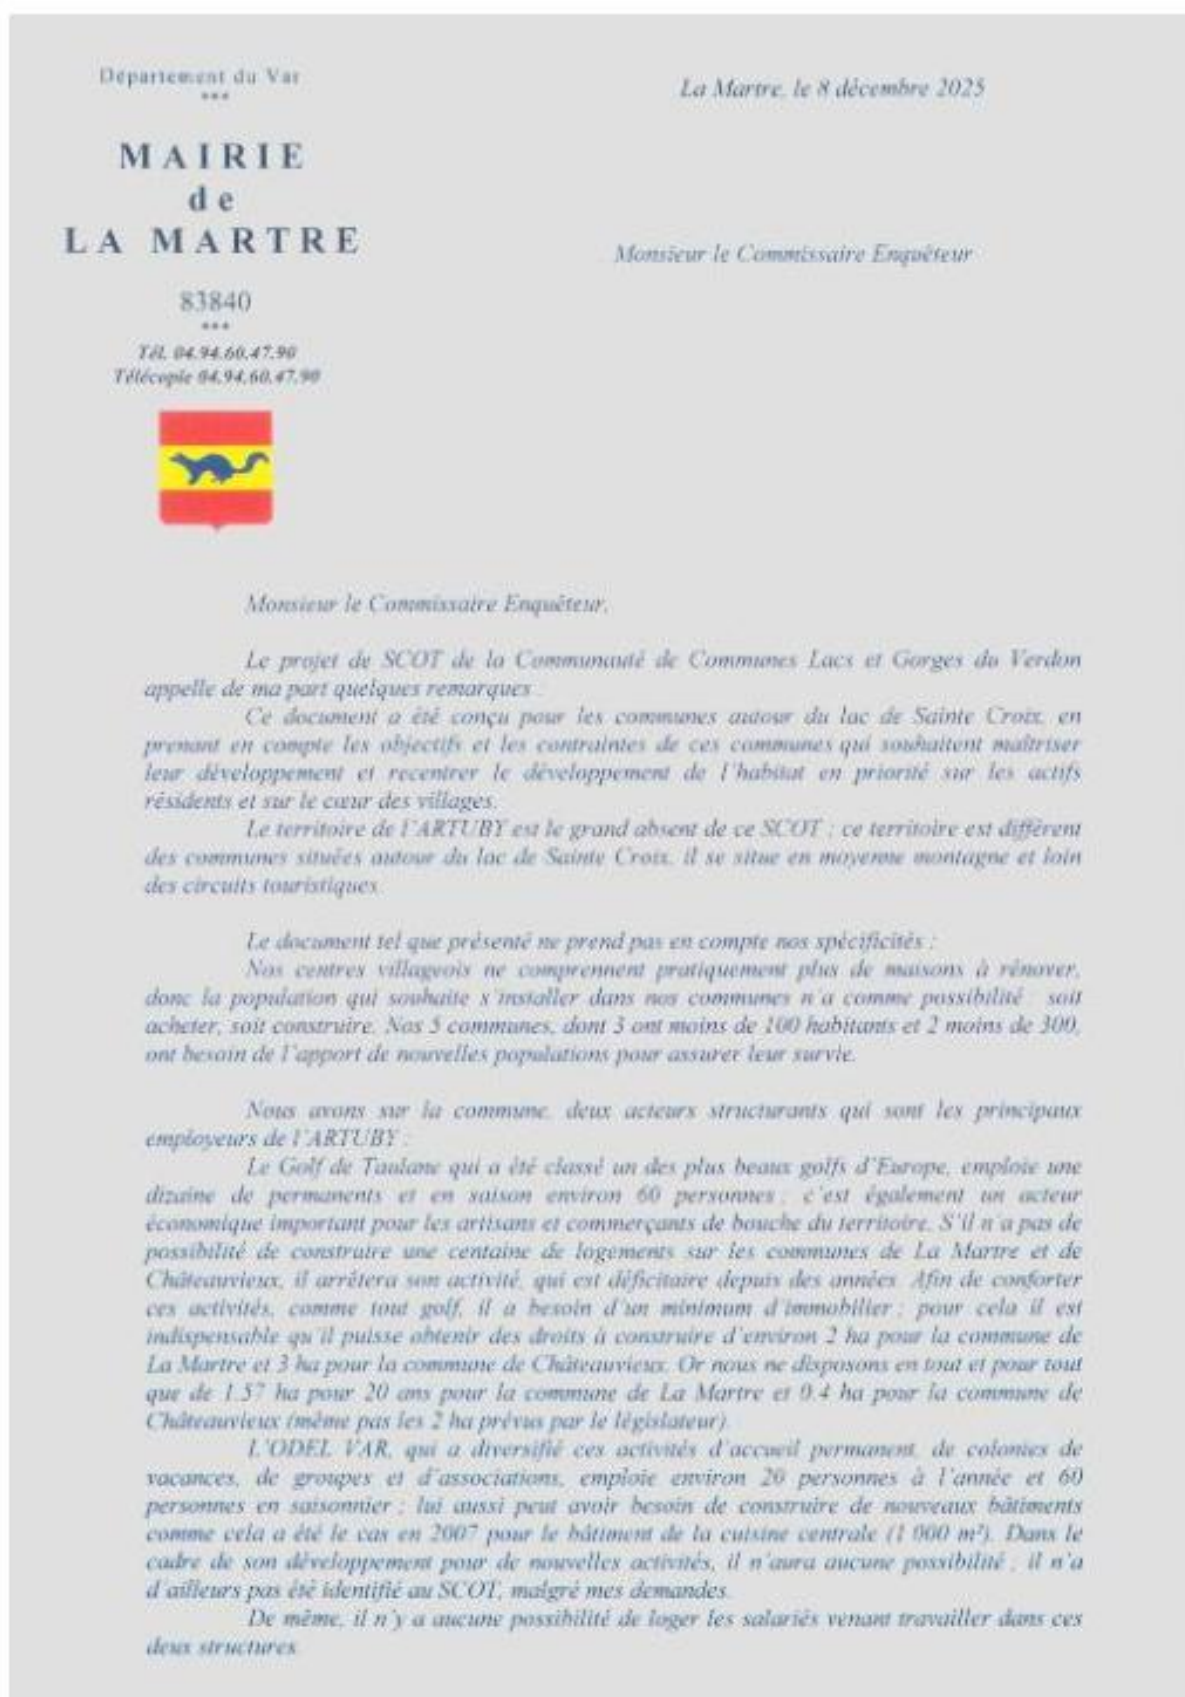 Département du Var
***
La Martre, le 8 décembre 2025
MAIRIE
de
LA MARTRE
Monsieur le Commissaire Enquêteur
83840
***
Tél. 04.94.60.47.90
Télécopie 04.94.60.47.90
Monsieur le Commissaire Enquêteur,
Le projet de SCOT de la Communauté de Communes Lacs et Gorges du Verdon
appelle de ma part quelques remarques :
Ce document a été conçu pour les communes autour du lac de Sainte Croix, en
prenant en compte les objectifs et les contraintes de ces communes qui souhaitent maîtriser
leur développement et recentrer le développement de l'habitat en priorité sur les actifs
résidents et sur le cœur des villages.
Le territoire de l'ARTUBY est le grand absent de ce SCOT ; ce territoire est différent
des communes situées autour du lac de Sainte Croix, il se situe en moyenne montagne et loin
des circuits touristiques.
Le document tel que présenté ne prend pas en compte nos spécificités :
Nos centres villageois ne comprennent pratiquement plus de maisons à rénover,
donc la population qui souhaite s'installer dans nos communes n'a comme possibilité : soit
acheter, soit construire. Nos 5 communes, dont 3 ont moins de 100 habitants et 2 moins de 300,
ont besoin de l'apport de nouvelles populations pour assurer leur survie.
Nous avons sur la commune, deux acteurs structurants qui sont les principaux
employeurs de l'ARTUBY :
Le Golf de Taulane qui a été classé un des plus beaux golfs d'Europe, emploie une
dizaine de permanents et en saison environ 60 personnes ; c'est également un acteur
économique important pour les artisans et commerçants de bouche du territoire. S'il n'a pas de
possibilité de construire une centaine de logements sur les communes de La Martre et de
Châteauvieux, il arrêtera son activité, qui est déficitaire depuis des années. Afin de conforter
ces activités, comme tout golf, il a besoin d'un minimum d'immobilier ; pour cela il est
indispensable qu'il puisse obtenir des droits à construire d'environ 2 ha pour la commune de
La Martre et 3 ha pour la commune de Châteauvieux. Or nous ne disposons en tout et pour tout
que de 1.57 ha pour 20 ans pour la commune de La Martre et 0.4 ha pour la commune de
Châteauvieux (même pas les 2 ha prévus par le législateur).
L'ODEL VAR, qui a diversifié ces activités d'accueil permanent, de colonies de
vacances, de groupes et d'associations, emploie environ 20 personnes à l'année et 60
personnes en saisonnier ; lui aussi peut avoir besoin de construire de nouveaux bâtiments
comme cela a été le cas en 2007 pour le bâtiment de la cuisine centrale (1 000 m²). Dans le
cadre de son développement pour de nouvelles activités, il n'aura aucune possibilité ; il n'a
d'ailleurs pas été identifié au SCOT, malgré mes demandes.
De même, il n'y a aucune possibilité de loger les salariés venant travailler dans ces
deux structures.